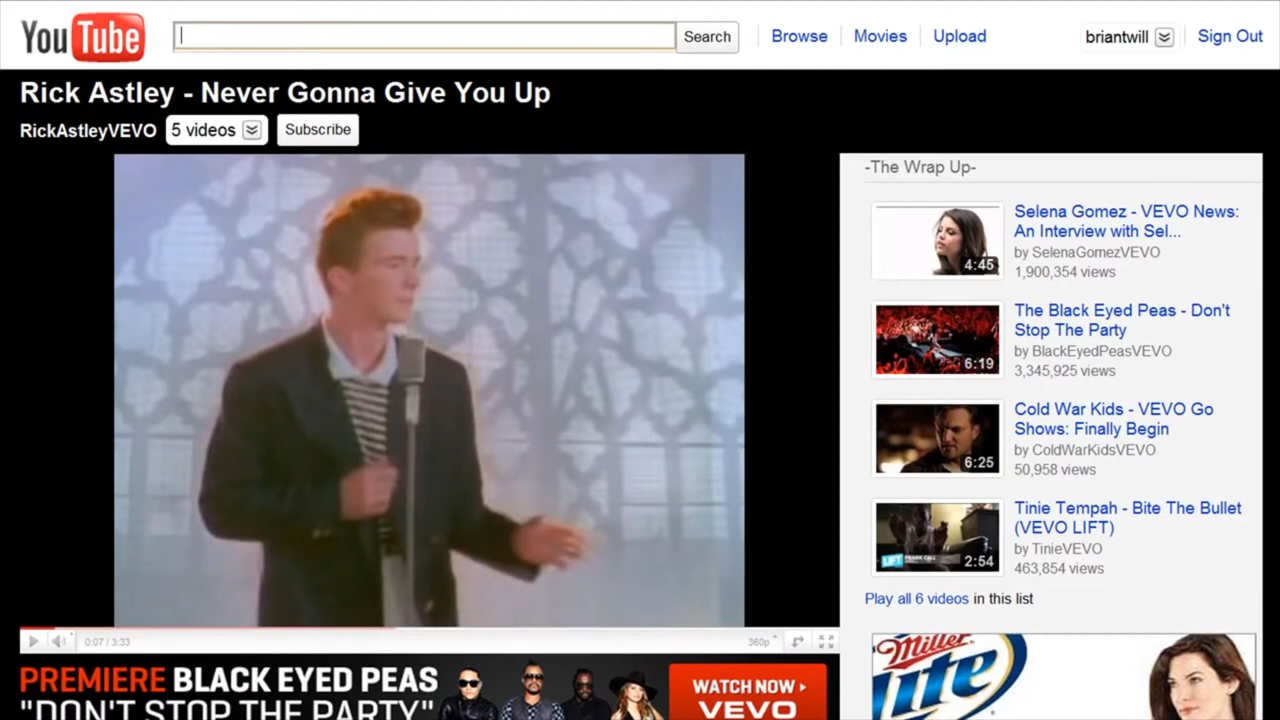 YouTube
Search
Browse
Movies
Upload
briantwill
Sign Out
Rick Astley - Never Gonna Give You Up
RickAstleyVEVO
5 videos
Subscribe
-The Wrap Up-
4:45
Selena Gomez - VEVO News:
An Interview with Sel...
by SelenaGomezVEVO
1,900,354 views
6:19
The Black Eyed Peas - Don't
Stop The Party
by BlackEyedPeasVEVO
3,345,925 views
6:25
Cold War Kids - VEVO Go
Shows: Finally Begin
by ColdWarKidsVEVO
50,958 views
LIFT
PRANK CALL
2:54
Tinie Tempah - Bite The Bullet
(VEVO LIFT)
by TinieVEVO
463,854 views
Play all 6 videos in this list
0:07 / 3:33
360p
PREMIERE BLACK EYED PEAS
"DON'T STOP THE PARTY"
WATCH NOW
VEVO
Miller
Lite